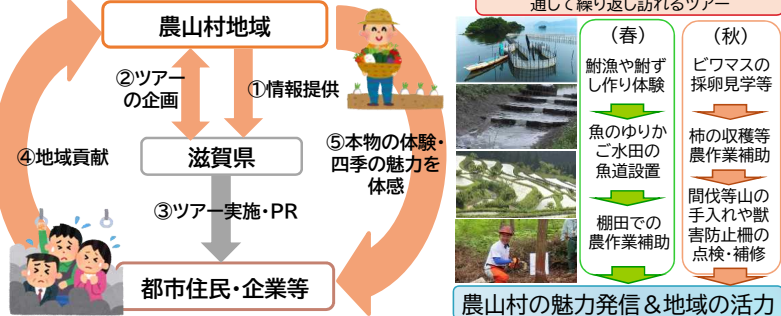 農山村地域
②ツアー
の企画
①情報提供
滋賀県
④地域貢献
⑤本物の体験・
四季の魅力を
体感
③ツアー実施・PR
都市住民・企業等
通して繰り返し訪れるツアー
（春）
鮒漁や鮒ず
し作り体験
魚のゆりか
ご水田の
魚道設置
棚田での
農作業補助
（秋）
ビワマスの
採卵見学等
柿の収穫等
農作業補助
間伐等山の
手入れや獣
害防止柵の
点検・補修
農山村の魅力発信＆地域の活力